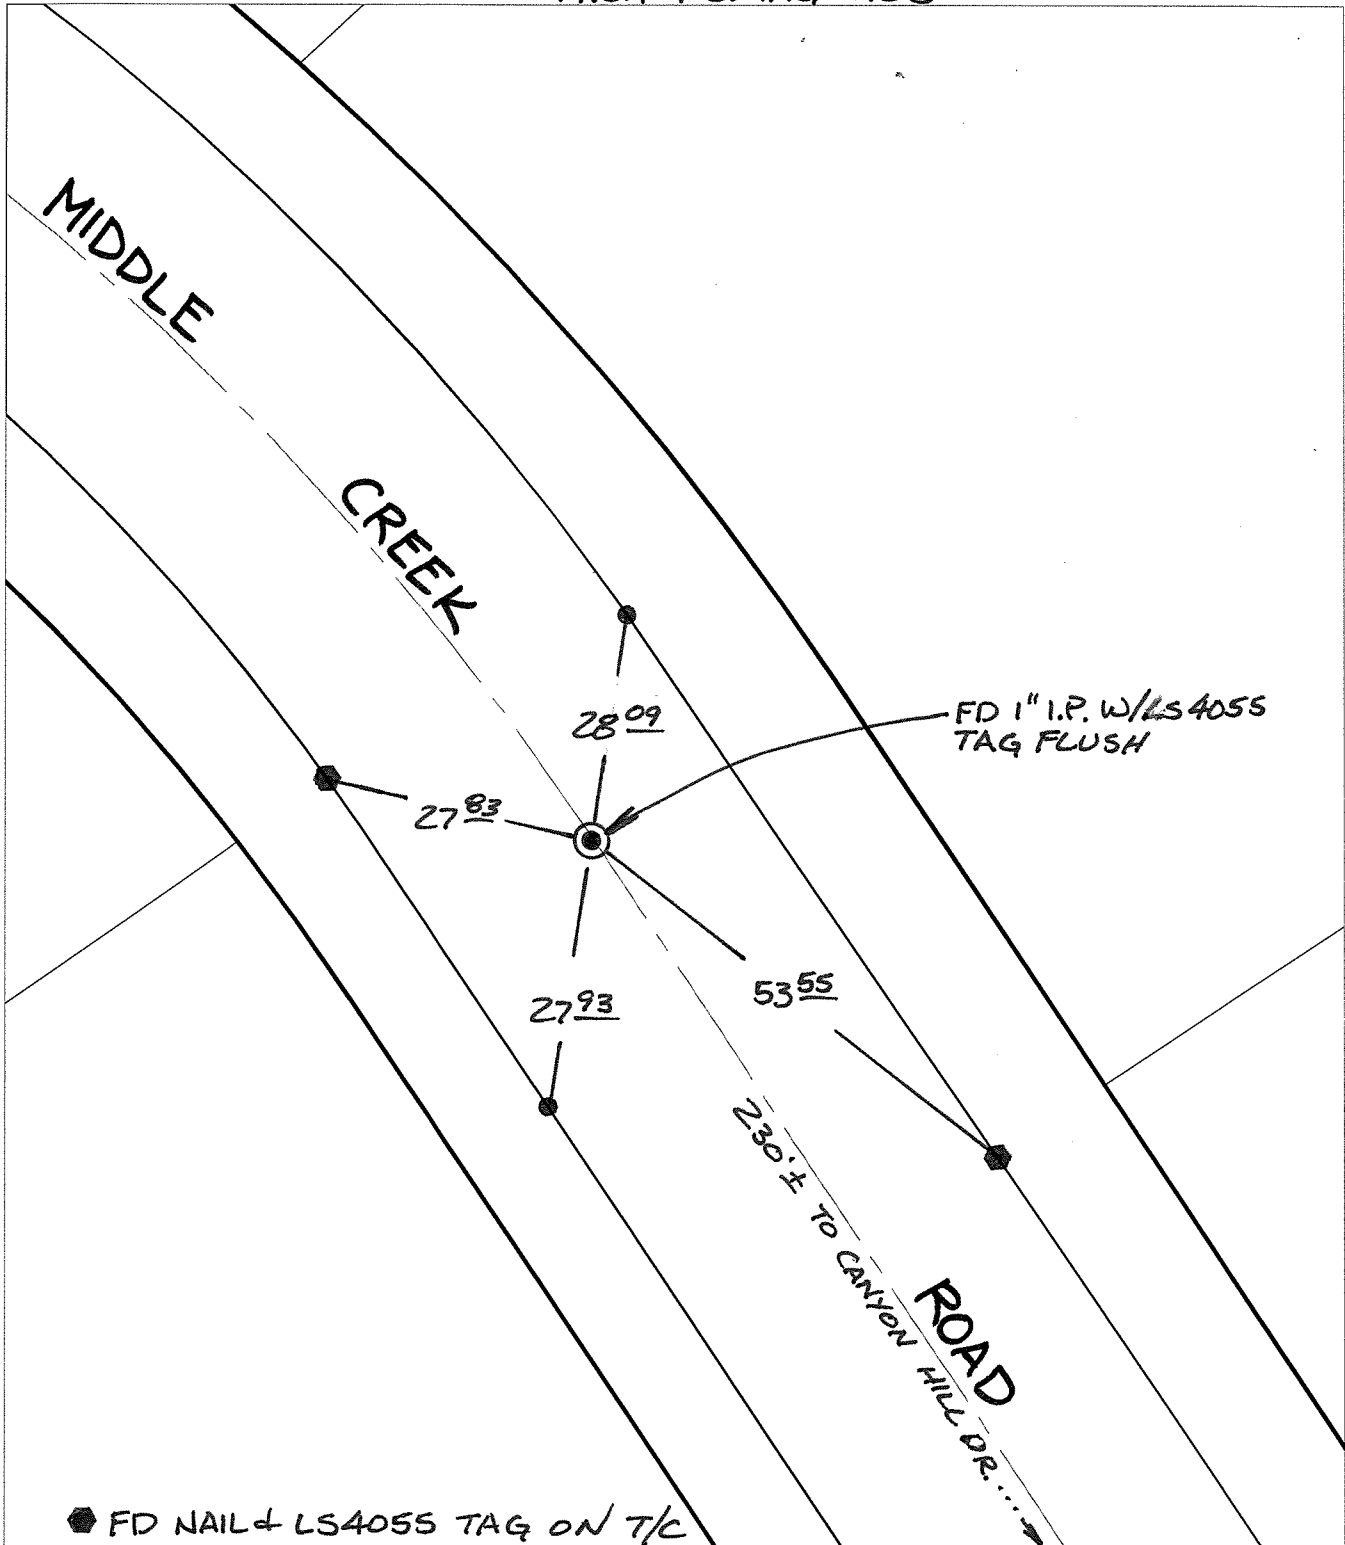 MIDDLE
CREEK
28 09
FD 1" I.P. W/LS 4055
TAG FLUSH
27 83
27 93
53 55
230'± TO CANYON HILL DR.....
ROAD
FD NAIL & LS4055 TAG ON T/C